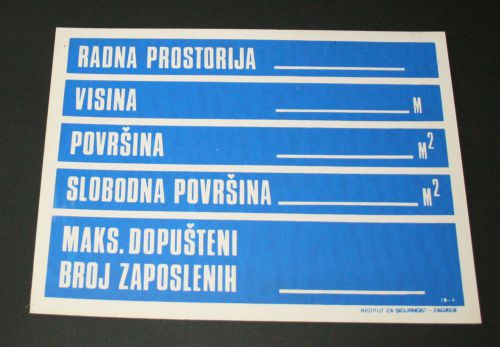 RADNA PROSTORIJA
VISINA M
POVRŠINA M²
SLOBODNA POVRŠINA M²
MAKS. DOPUŠTENI
BROJ ZAPOSLENIH
INSTITUT ZA SIGURNOST – ZAGREB